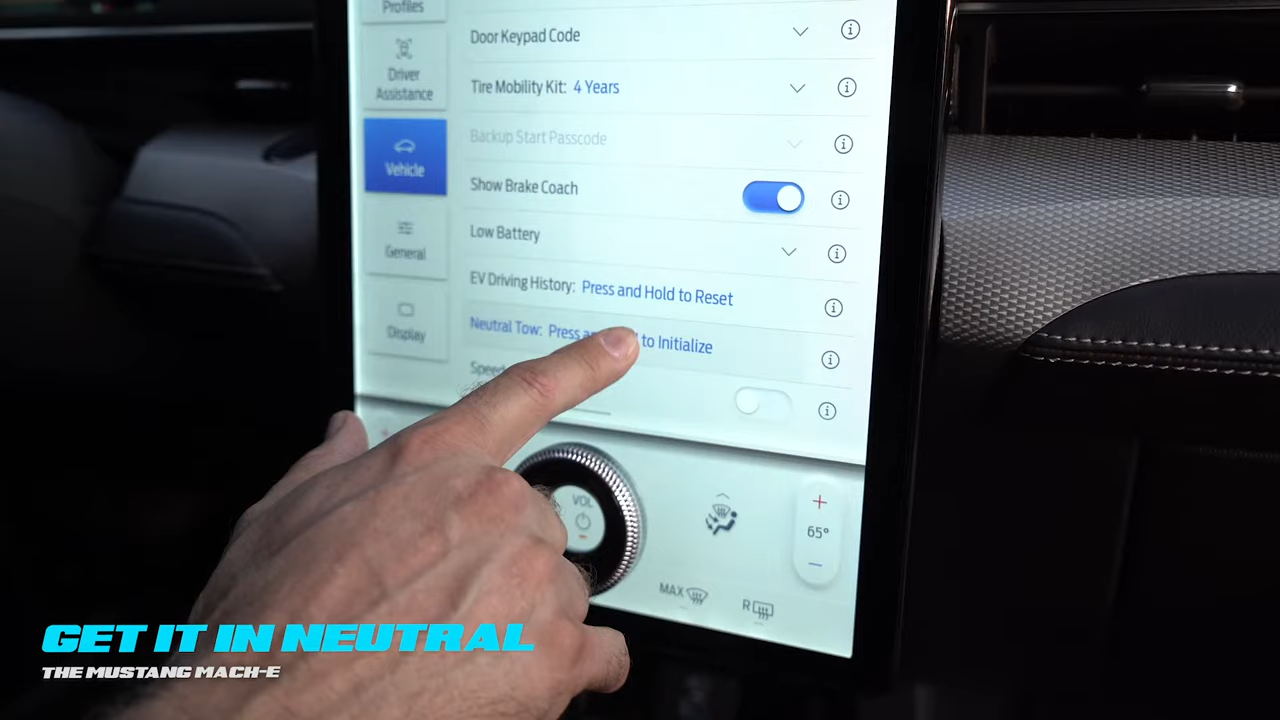 Profiles
Driver
Assistance
Vehicle
General
Display
Door Keypad Code
Tire Mobility Kit: 4 Years
Backup Start Passcode
Show Brake Coach
Low Battery
EV Driving History: Press and Hold to Reset
Neutral Tow: Press to Initialize
VOL
+
65°
−
MAX
R
GET IT IN NEUTRAL
THE MUSTANG MACH-E